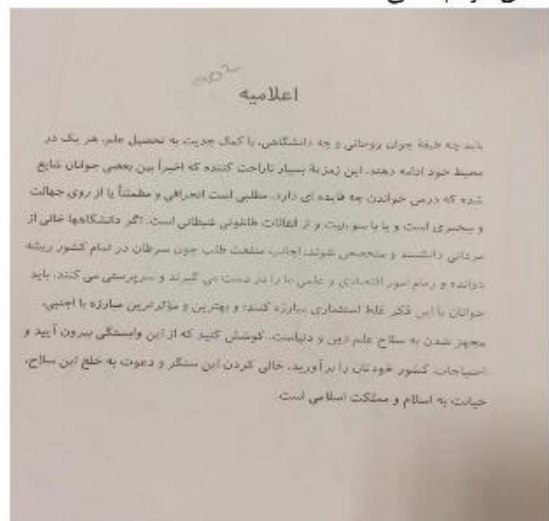 اعلامیه
باید چه طبقهٔ جوان روحانی و چه دانشگاهی، با کمال جدیت به تحصیل علم، هر یک در
محیط خود ادامه دهند. این زمزمهٔ بسیار ناراحت کننده که اخیراً بین بعضی جوانان شایع
شده که درس خواندن چه فایده ای دارد، مطلبی است انحرافی و مطمئناً یا از روی جهالت
و بیخبری است و یا با سوءنیت و از القائات طاغوتی شیطانی است. اگر دانشگاهها خالی از
مردانی دانشمند و متخصص شوند، اجانب منفعت طلب چون سرطان در تمام کشور ریشه
دوانده و زمام امور اقتصادی و علمی ما را در دست می گیرند و سرپرستی می کنند. باید
جوانان با این فکر غلط استثماری مبارزه کنند؛ و بهترین و مؤثرترین مبارزه با اجنبی،
مجهز شدن به سلاح علم دین و دنیاست. کوشش کنید که از این وابستگی بیرون آیید و
احتیاجات کشور خودتان را برآورید. خالی کردن این سنگر و دعوت به خلع این سلاح،
خیانت به اسلام و مملکت اسلامی است.